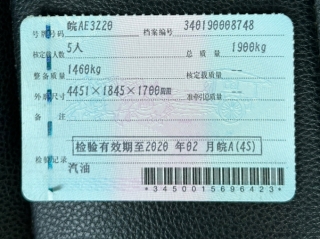 号牌号码 皖AE3Z20 档案编号 340190008748
核定载人数 5人 总质量 1900kg
整备质量 1460kg 核定载质量 --
外廓尺寸 4451×1845×1700mm 准牵引总质量 --
备注
检验有效期至2020年02月皖A(4S)
检验记录
汽油
*3450015696423*